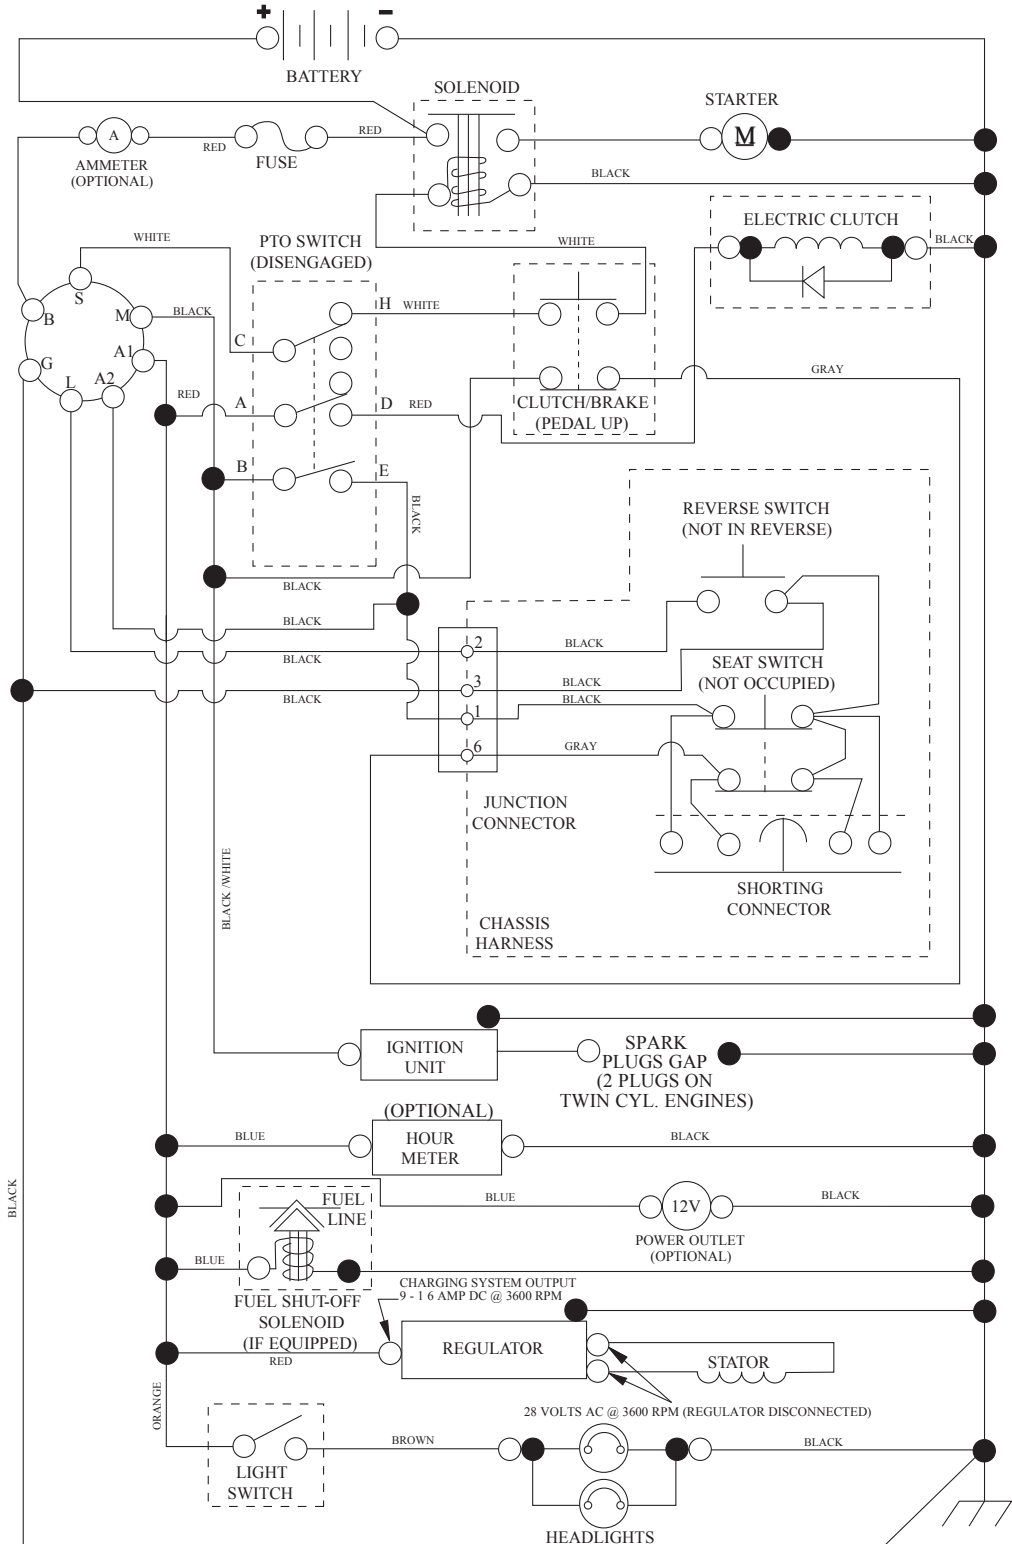 + -
BATTERY
SOLENOID
STARTER
A
RED
FUSE
RED
M
AMMETER
(OPTIONAL)
BLACK
ELECTRIC CLUTCH
BLACK
WHITE
PTO SWITCH
(DISENGAGED)
WHITE
S
B
M
BLACK
H
WHITE
C
G
A1
L
A2
RED
A
D
RED
GRAY
CLUTCH/BRAKE
(PEDAL UP)
B
E
BLACK
REVERSE SWITCH
(NOT IN REVERSE)
BLACK
BLACK
2
BLACK
BLACK
SEAT SWITCH
(NOT OCCUPIED)
3
BLACK
BLACK
BLACK
1
6
GRAY
JUNCTION
CONNECTOR
BLACK /WHITE
SHORTING
CONNECTOR
CHASSIS
HARNESS
IGNITION
UNIT
SPARK
PLUGS GAP
(2 PLUGS ON
TWIN CYL. ENGINES)
(OPTIONAL)
HOUR
METER
BLUE
BLACK
BLACK
FUEL
LINE
BLUE
12V
BLACK
POWER OUTLET
(OPTIONAL)
BLUE
CHARGING SYSTEM OUTPUT
9 - 1 6 AMP DC @ 3600 RPM
FUEL SHUT-OFF
SOLENOID
(IF EQUIPPED)
RED
REGULATOR
STATOR
28 VOLTS AC @ 3600 RPM (REGULATOR DISCONNECTED)
ORANGE
BROWN
BLACK
LIGHT
SWITCH
HEADLIGHTS